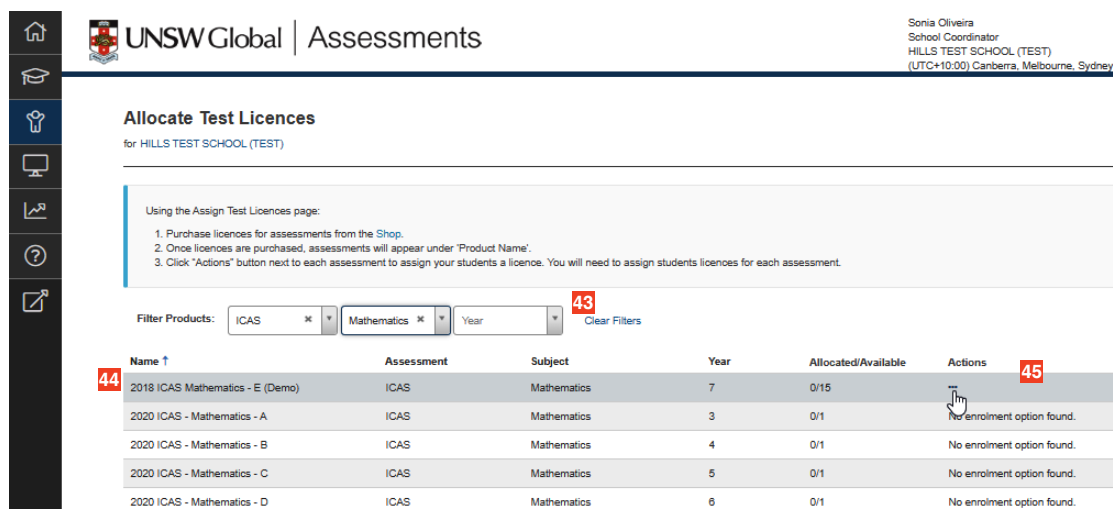 UNSW Global | Assessments
Sonia Oliveira
School Coordinator
HILLS TEST SCHOOL (TEST)
(UTC+10:00) Canberra, Melbourne, Sydney
Allocate Test Licences
for HILLS TEST SCHOOL (TEST)
Using the Assign Test Licences page:
1. Purchase licences for assessments from the Shop.
2. Once licences are purchased, assessments will appear under 'Product Name'.
3. Click "Actions" button next to each assessment to assign your students a licence. You will need to assign students licences for each assessment.
43
Filter Products: ICAS Mathematics Year Clear Filters
Name ↑ Assessment Subject Year Allocated/Available Actions
44 45
2018 ICAS Mathematics - E (Demo) ICAS Mathematics 7 0/15 ···
2020 ICAS - Mathematics - A ICAS Mathematics 3 0/1 No enrolment option found.
2020 ICAS - Mathematics - B ICAS Mathematics 4 0/1 No enrolment option found.
2020 ICAS - Mathematics - C ICAS Mathematics 5 0/1 No enrolment option found.
2020 ICAS - Mathematics - D ICAS Mathematics 6 0/1 No enrolment option found.